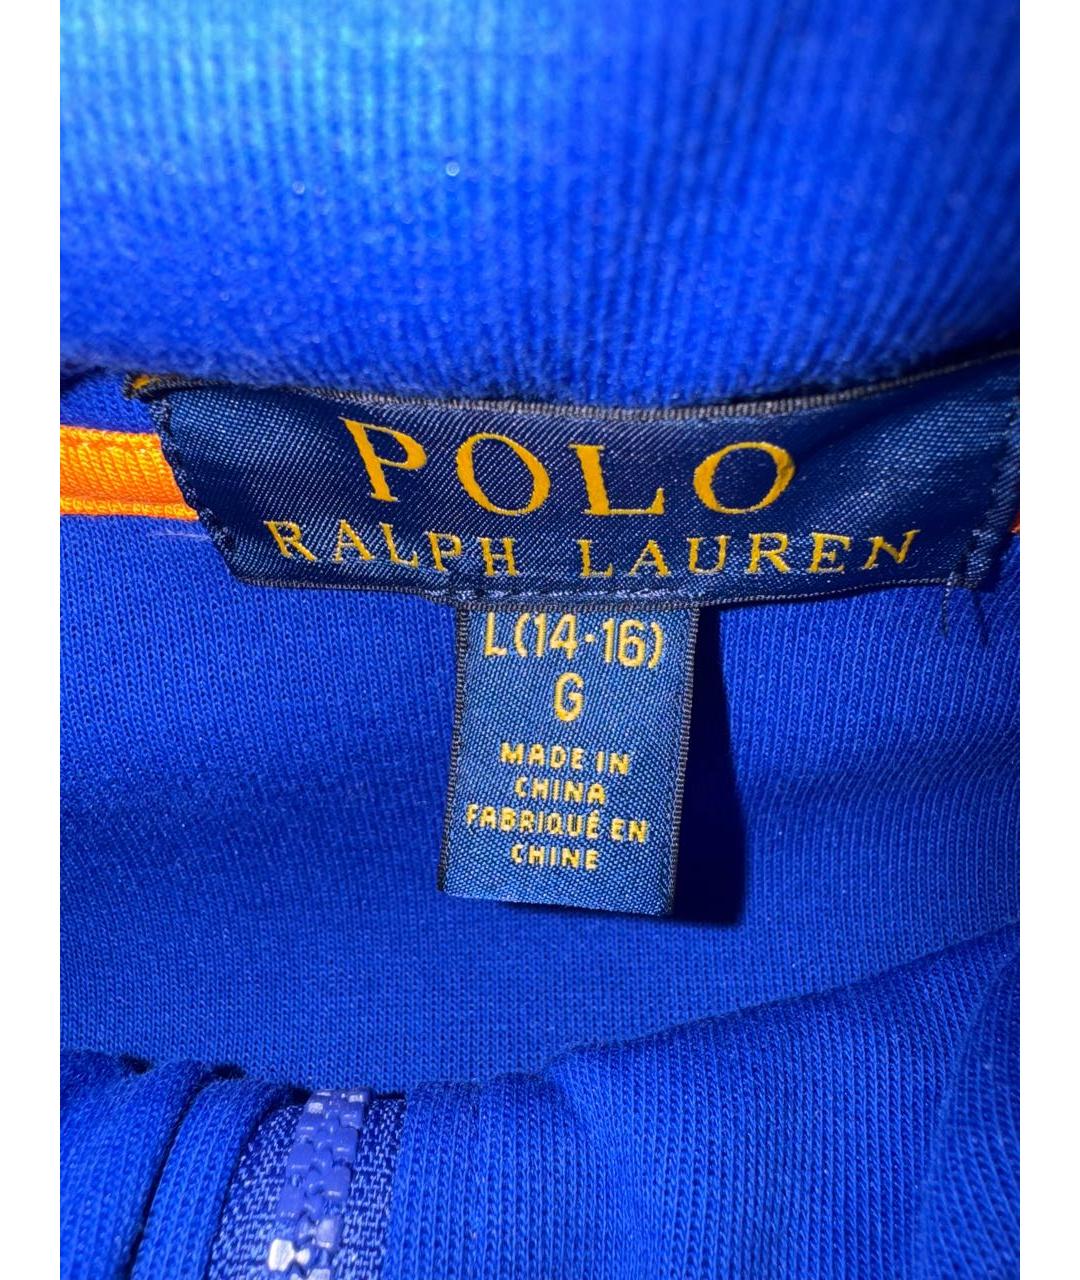 POLO
RALPH LAUREN
L(14-16)
G
MADE IN
CHINA
FABRIQUÉ EN
CHINE